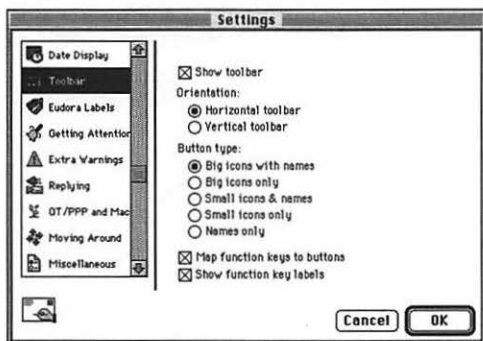 Settings
Date Display
Toolbar
Eudora Labels
Getting Attention
Extra Warnings
Replying
OT/PPP and Mac
Moving Around
Miscellaneous
Show toolbar
Orientation:
Horizontal toolbar
Vertical toolbar
Button type:
Big icons with names
Big icons only
Small icons & names
Small icons only
Names only
Map function keys to buttons
Show function key labels
Cancel
OK